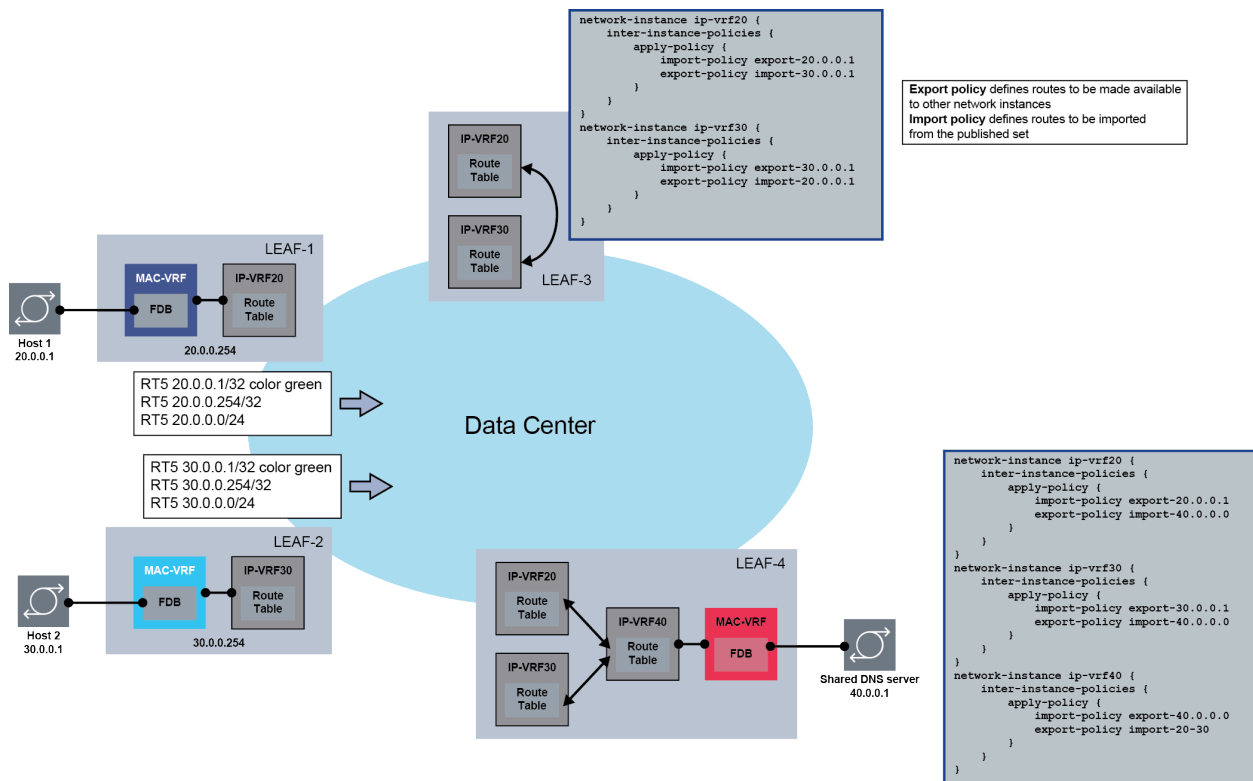 network-instance ip-vrf20 {
    inter-instance-policies {
        apply-policy {
            import-policy export-20.0.0.1
            export-policy import-30.0.0.1
        }
    }
}
network-instance ip-vrf30 {
    inter-instance-policies {
        apply-policy {
            import-policy export-30.0.0.1
            export-policy import-20.0.0.1
        }
    }
}
Export policy defines routes to be made available
to other network instances
Import policy defines routes to be imported
from the published set
IP-VRF20
Route
Table
IP-VRF30
Route
Table
LEAF-3
LEAF-1
MAC-VRF
FDB
IP-VRF20
Route
Table
20.0.0.254
Host 1
20.0.0.1
RT5 20.0.0.1/32 color green
RT5 20.0.0.254/32
RT5 20.0.0.0/24
Data Center
RT5 30.0.0.1/32 color green
RT5 30.0.0.254/32
RT5 30.0.0.0/24
LEAF-2
MAC-VRF
FDB
IP-VRF30
Route
Table
30.0.0.254
Host 2
30.0.0.1
LEAF-4
IP-VRF20
Route
Table
IP-VRF30
Route
Table
IP-VRF40
Route
Table
MAC-VRF
FDB
Shared DNS server
40.0.0.1
network-instance ip-vrf20 {
    inter-instance-policies {
        apply-policy {
            import-policy export-20.0.0.1
            export-policy import-40.0.0.0
        }
    }
}
network-instance ip-vrf30 {
    inter-instance-policies {
        apply-policy {
            import-policy export-30.0.0.1
            export-policy import-40.0.0.0
        }
    }
}
network-instance ip-vrf40 {
    inter-instance-policies {
        apply-policy {
            import-policy export-40.0.0.0
            export-policy import-20-30
        }
    }
}